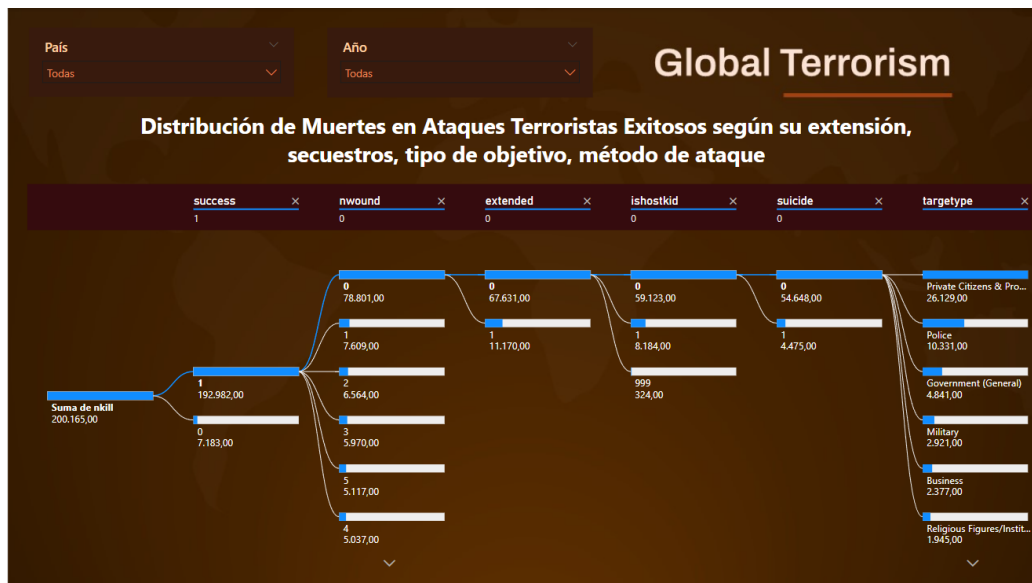 País
Todas
Año
Todas
Global Terrorism
Distribución de Muertes en Ataques Terroristas Exitosos según su extensión,
secuestros, tipo de objetivo, método de ataque
success
1
nwound
0
extended
0
ishostkid
0
suicide
0
targetype
Suma de nkill
200.165,00
1
192.982,00
0
7.183,00
0
78.801,00
1
7.609,00
2
6.564,00
3
5.970,00
5
5.117,00
4
5.037,00
0
67.631,00
1
11.170,00
0
59.123,00
1
8.184,00
999
324,00
0
54.648,00
1
4.475,00
Private Citizens & Pro...
26.129,00
Police
10.331,00
Government (General)
4.841,00
Military
2.921,00
Business
2.377,00
Religious Figures/Instit...
1.945,00